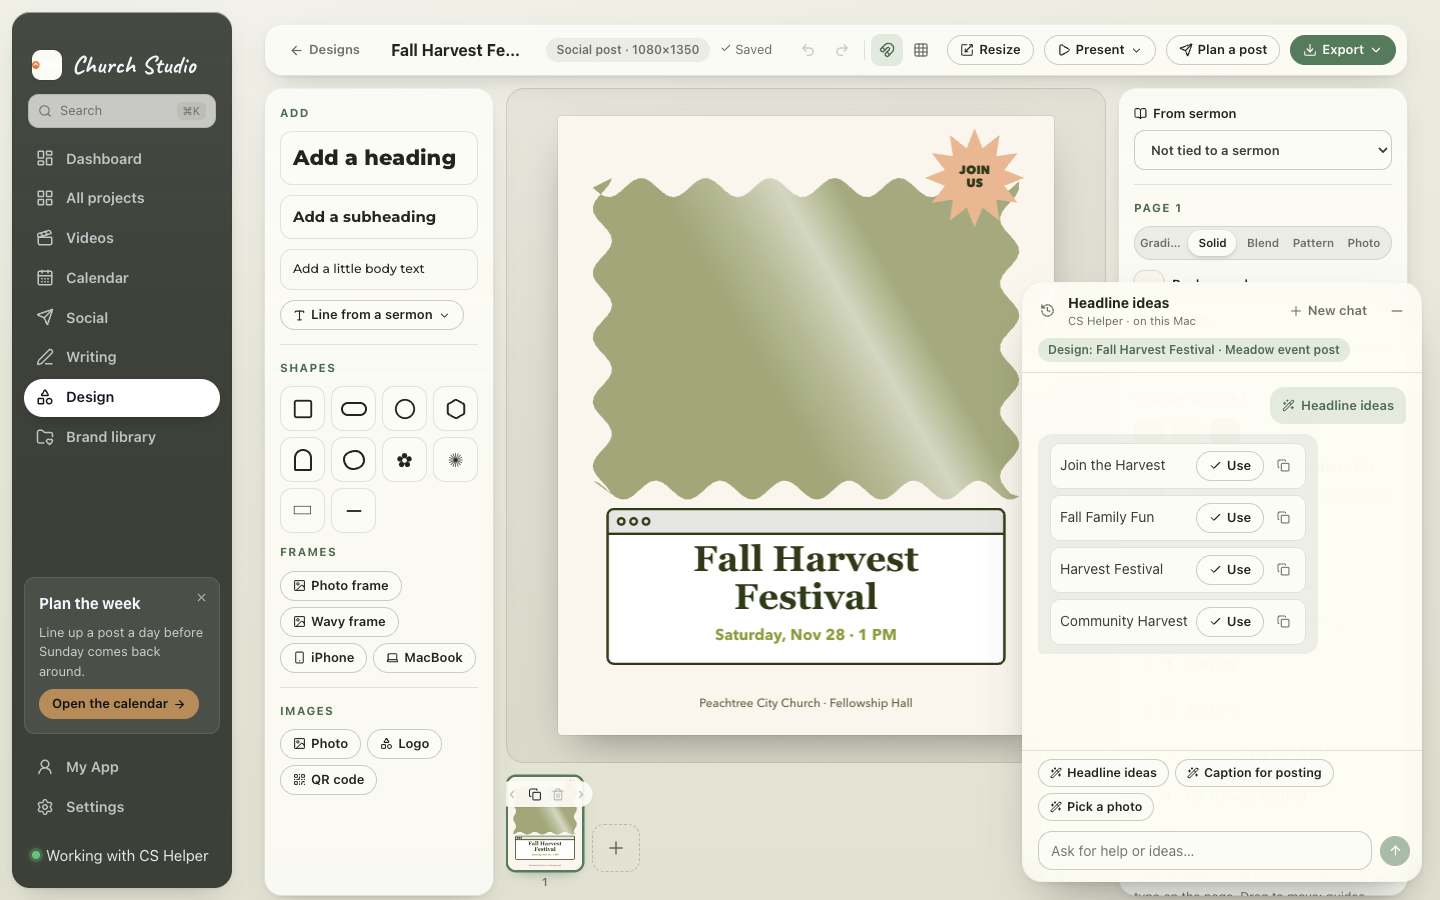 Church Studio
Search ⌘K
Dashboard
All projects
Videos
Calendar
Social
Writing
Design
Brand library
Plan the week
Line up a post a day before
Sunday comes back
around.
Open the calendar →
My App
Settings
Working with CS Helper
← Designs
Fall Harvest Fe...
Social post · 1080×1350
Saved
Resize
Present
Plan a post
Export
ADD
Add a heading
Add a subheading
Add a little body text
Line from a sermon
SHAPES
FRAMES
Photo frame
Wavy frame
iPhone
MacBook
IMAGES
Photo
Logo
QR code
JOIN
US
Fall Harvest
Festival
Saturday, Nov 28 · 1 PM
Peachtree City Church · Fellowship Hall
Fall Harvest
Festival
1
From sermon
Not tied to a sermon
PAGE 1
Gradi...
Solid
Blend
Pattern
Photo
Headline ideas
CS Helper · on this Mac
New chat
Design: Fall Harvest Festival · Meadow event post
Headline ideas
Join the Harvest
Use
Fall Family Fun
Use
Harvest Festival
Use
Community Harvest
Use
Headline ideas
Caption for posting
Pick a photo
Ask for help or ideas...